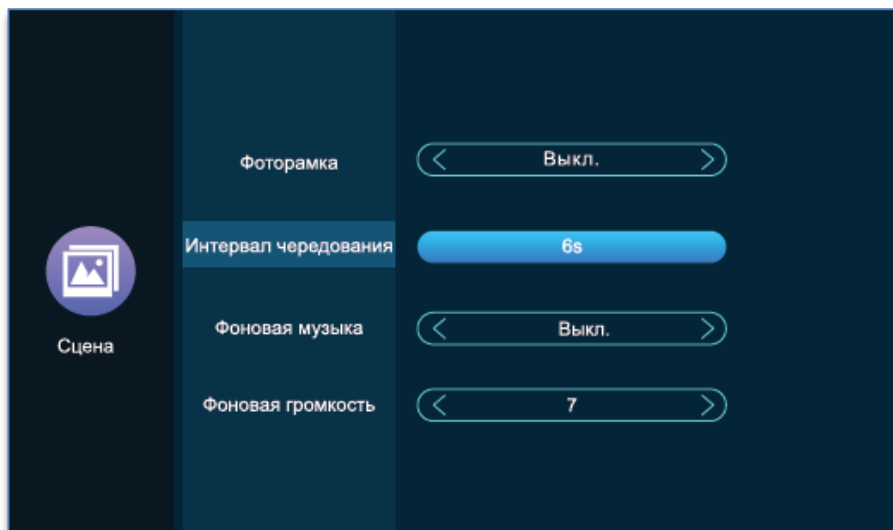 Сцена
Фоторамка
Выкл.
Интервал чередования
6s
Фоновая музыка
Выкл.
Фоновая громкость
7